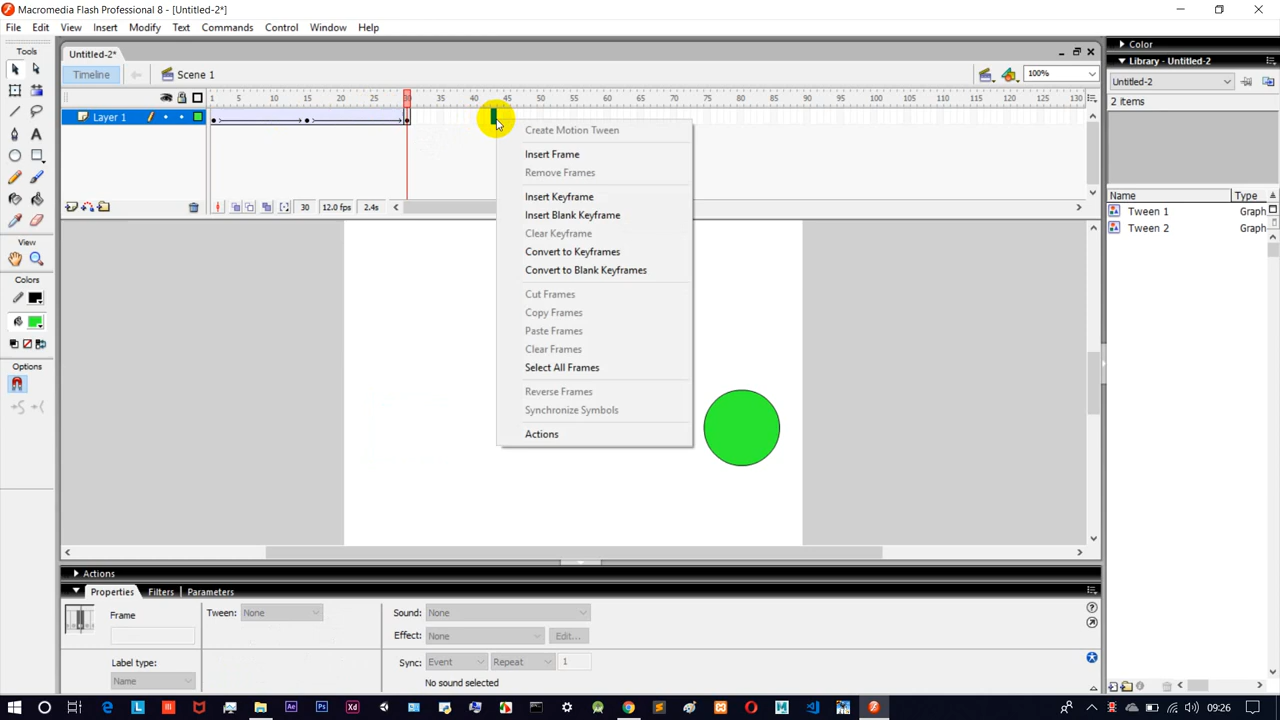 Macromedia Flash Professional 8 - [Untitled-2*]
File Edit View Insert Modify Text Commands Control Window Help
Tools
Untitled-2*
Timeline
Scene 1
100%
1 5 10 15 20 25 30 35 40 45 50 55 60 65 70 75 80 85 90 95 100 105 110 115 120 125 130
Layer 1
30 12.0 fps 2.4s
View
Colors
Options
Create Motion Tween
Insert Frame
Remove Frames
Insert Keyframe
Insert Blank Keyframe
Clear Keyframe
Convert to Keyframes
Convert to Blank Keyframes
Cut Frames
Copy Frames
Paste Frames
Clear Frames
Select All Frames
Reverse Frames
Synchronize Symbols
Actions
Color
Library - Untitled-2
Untitled-2
2 items
Name Type
Tween 1 Graph
Tween 2 Graph
Actions
Properties Filters Parameters
Frame
Tween: None
Sound: None
Effect: None Edit...
Label type:
Name
Sync: Event Repeat 1
No sound selected
09:26